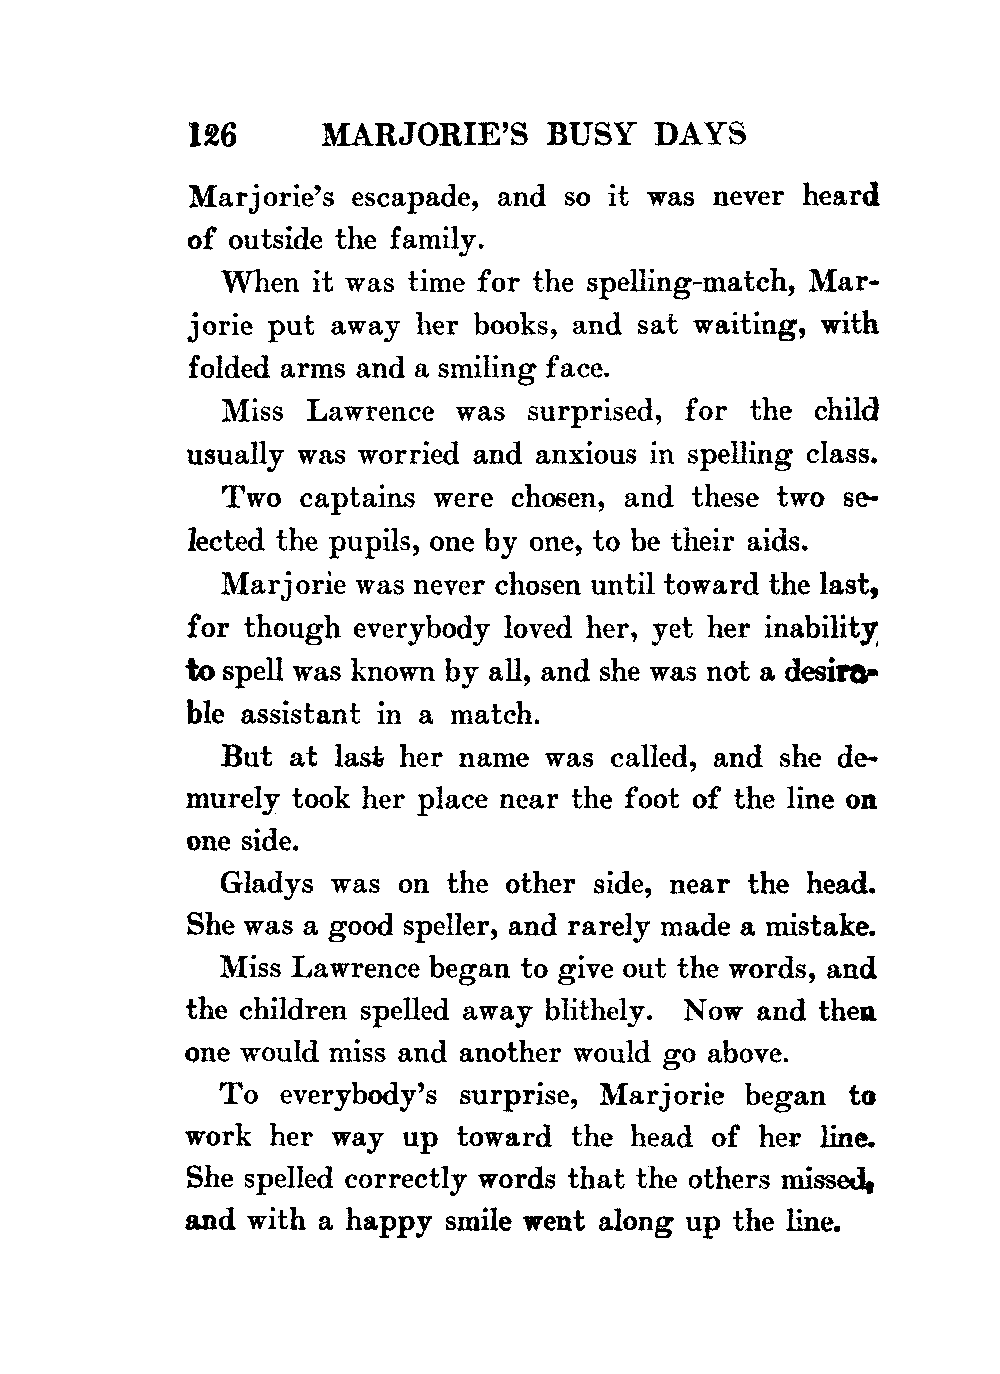 126 MARJORIE'S BUSY DAYS
Marjorie's escapade, and so it was never heard
of outside the family.
When it was time for the spelling-match, Mar-
jorie put away her books, and sat waiting, with
folded arms and a smiling face.
Miss Lawrence was surprised, for the child
usually was worried and anxious in spelling class.
Two captains were chosen, and these two se-
lected the pupils, one by one, to be their aids.
Marjorie was never chosen until toward the last,
for though everybody loved her, yet her inability
to spell was known by all, and she was not a desira-
ble assistant in a match.
But at last her name was called, and she de-
murely took her place near the foot of the line on
one side.
Gladys was on the other side, near the head.
She was a good speller, and rarely made a mistake.
Miss Lawrence began to give out the words, and
the children spelled away blithely. Now and then
one would miss and another would go above.
To everybody's surprise, Marjorie began to
work her way up toward the head of her line.
She spelled correctly words that the others missed,
and with a happy smile went along up the line.